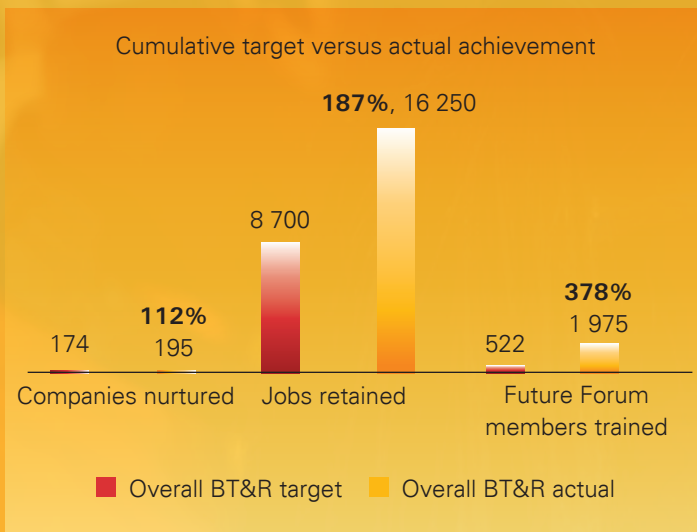 Cumulative target versus actual achievement
187%, 16 250
8 700
378%
112%
1 975
174
195
522
Companies nurtured
Jobs retained
Future Forum
members trained
Overall BT&R target
Overall BT&R actual